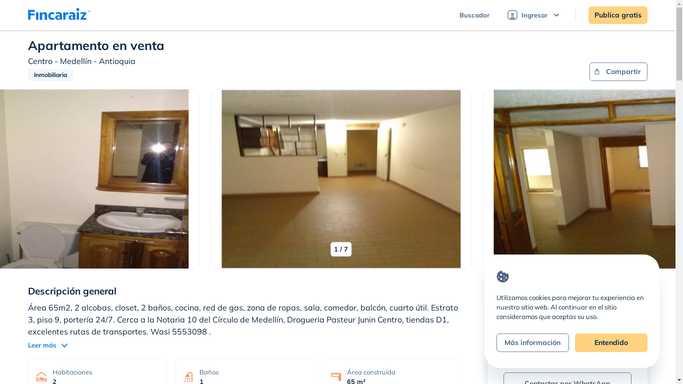 Fincaraiz
Buscador
Ingresar
Publica gratis
Apartamento en venta
Centro - Medellín - Antioquia
Inmobiliaria
Compartir
1 / 7
Descripción general
Área 65m2, 2 alcobas, closet, 2 baños, cocina, red de gas, zona de ropas, sala, comedor, balcón, cuarto útil. Estrato
3, piso 9, portería 24/7. Cerca a la Notaria 10 del Círculo de Medellín, Drogueria Pasteur Junin Centro, tiendas D1,
excelentes rutas de transportes. Wasi 5553098 .
Leer más
Utilizamos cookies para mejorar tu experiencia en
nuestro sitio web. Al continuar en el sitio
consideramos que aceptas su uso.
Más información
Entendido
Habitaciones
2
Baños
1
Área construida
65 m²
Contactar por WhatsApp